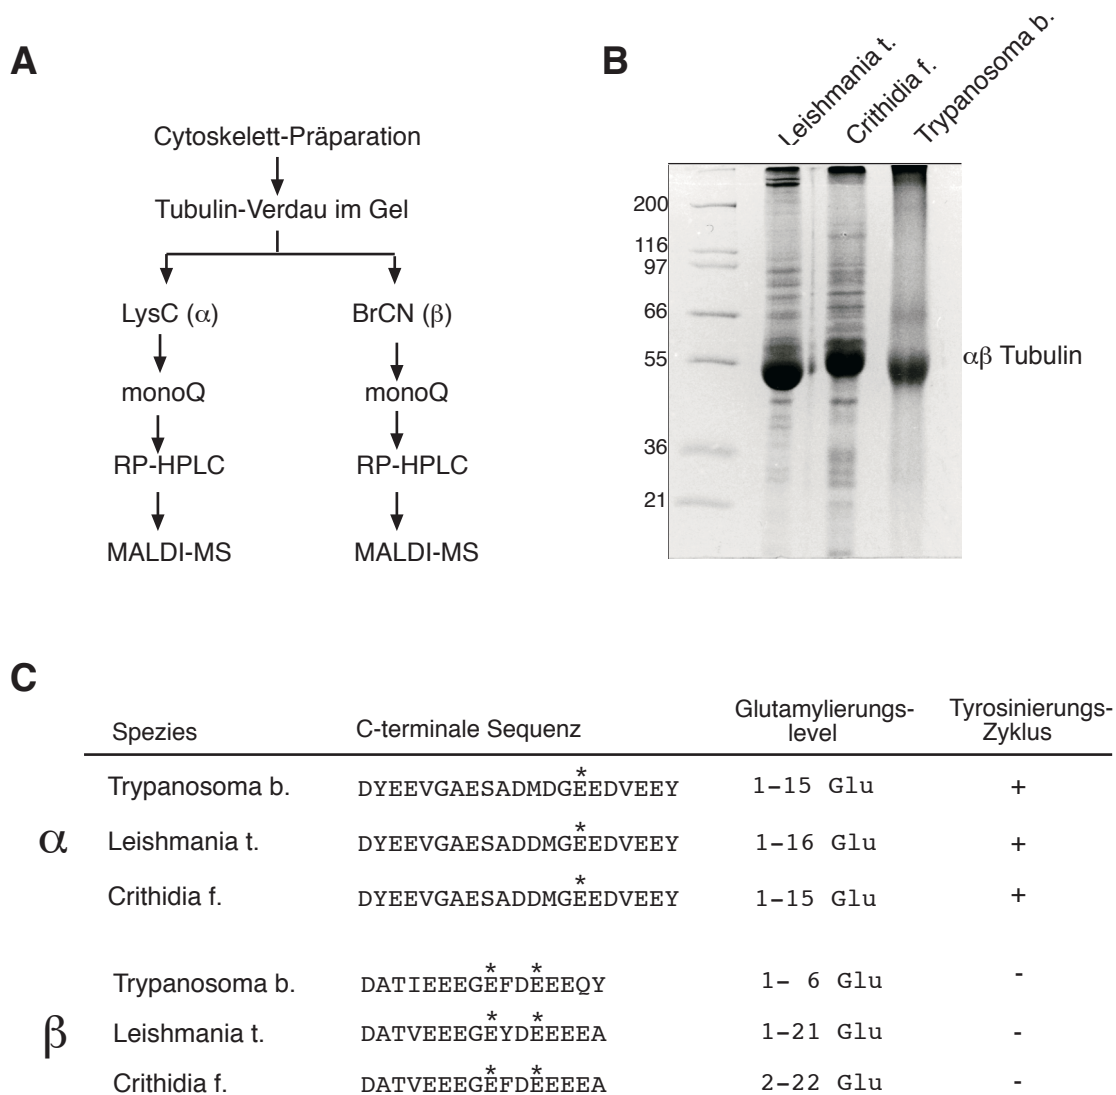 A
Cytoskelett-Präparation
Tubulin-Verdau im Gel
LysC (α)
BrCN (β)
monoQ
monoQ
RP-HPLC
RP-HPLC
MALDI-MS
MALDI-MS
B
Leishmania t.
Crithidia f.
Trypanosoma b.
200
116
97
66
55
36
21
αβ Tubulin
C
Spezies
C-terminale Sequenz
Glutamylierungs-
level
Tyrosinierungs-
Zyklus
α
*
Trypanosoma b. DYEEVGAESADMDGEEDVEEY 1-15 Glu +
*
Leishmania t. DYEEVGAESADDMGEEDVEEY 1-16 Glu +
*
Crithidia f. DYEEVGAESADDMGEEDVEEY 1-15 Glu +
β
* *
Trypanosoma b. DATIEEEGEFDEEEQY 1- 6 Glu -
* *
Leishmania t. DATVEEEGEYDEEEEA 1-21 Glu -
* *
Crithidia f. DATVEEEGEFDEEEEA 2-22 Glu -